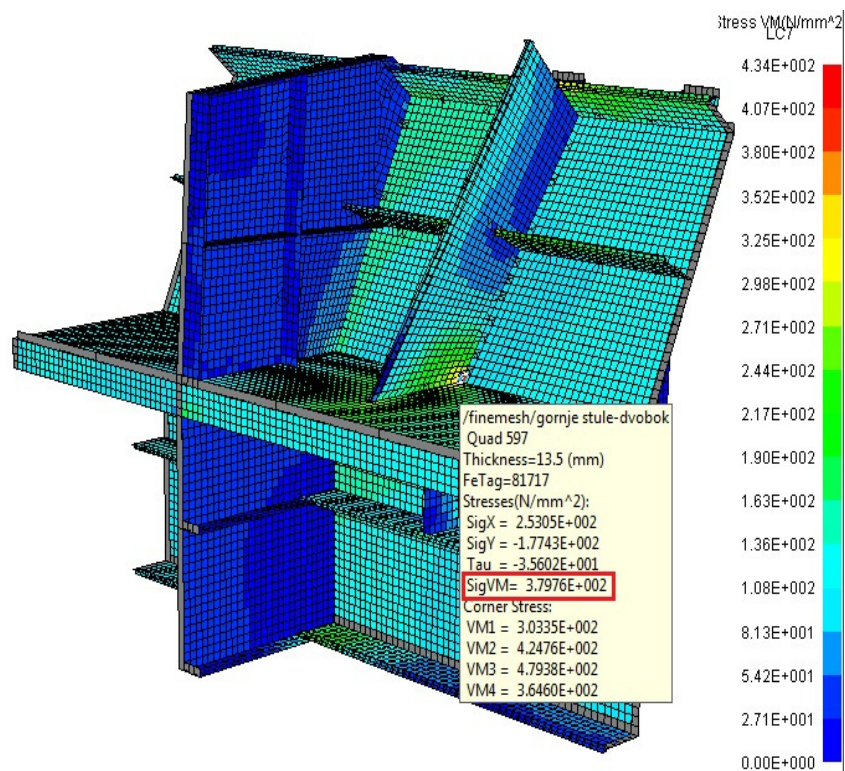 Stress VM(N/mm^2
LC7
4.34E+002
4.07E+002
3.80E+002
3.52E+002
3.25E+002
2.98E+002
2.71E+002
2.44E+002
2.17E+002
1.90E+002
1.63E+002
1.36E+002
1.08E+002
8.13E+001
5.42E+001
2.71E+001
0.00E+000
/finemesh/gornje stule-dvobok
Quad 597
Thickness=13.5 (mm)
FeTag=81717
Stresses(N/mm^2):
SigX = 2.5305E+002
SigY = -1.7743E+002
Tau = -3.5602E+001
SigVM= 3.7976E+002
Corner Stress:
VM1 = 3.0335E+002
VM2 = 4.2476E+002
VM3 = 4.7938E+002
VM4 = 3.6460E+002